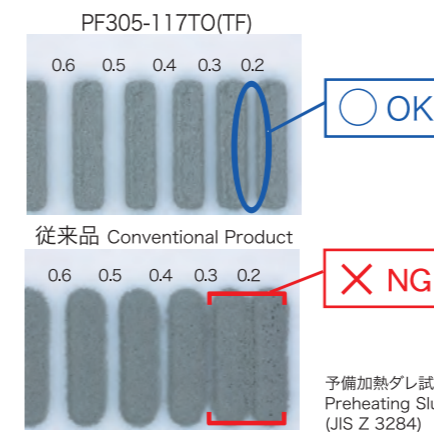 PF305-117TO(TF)
0.6 0.5 0.4 0.3 0.2
○ OK
従来品 Conventional Product
0.6 0.5 0.4 0.3 0.2
× NG
予備加熱ダレ試
Preheating Slu
(JIS Z 3284)